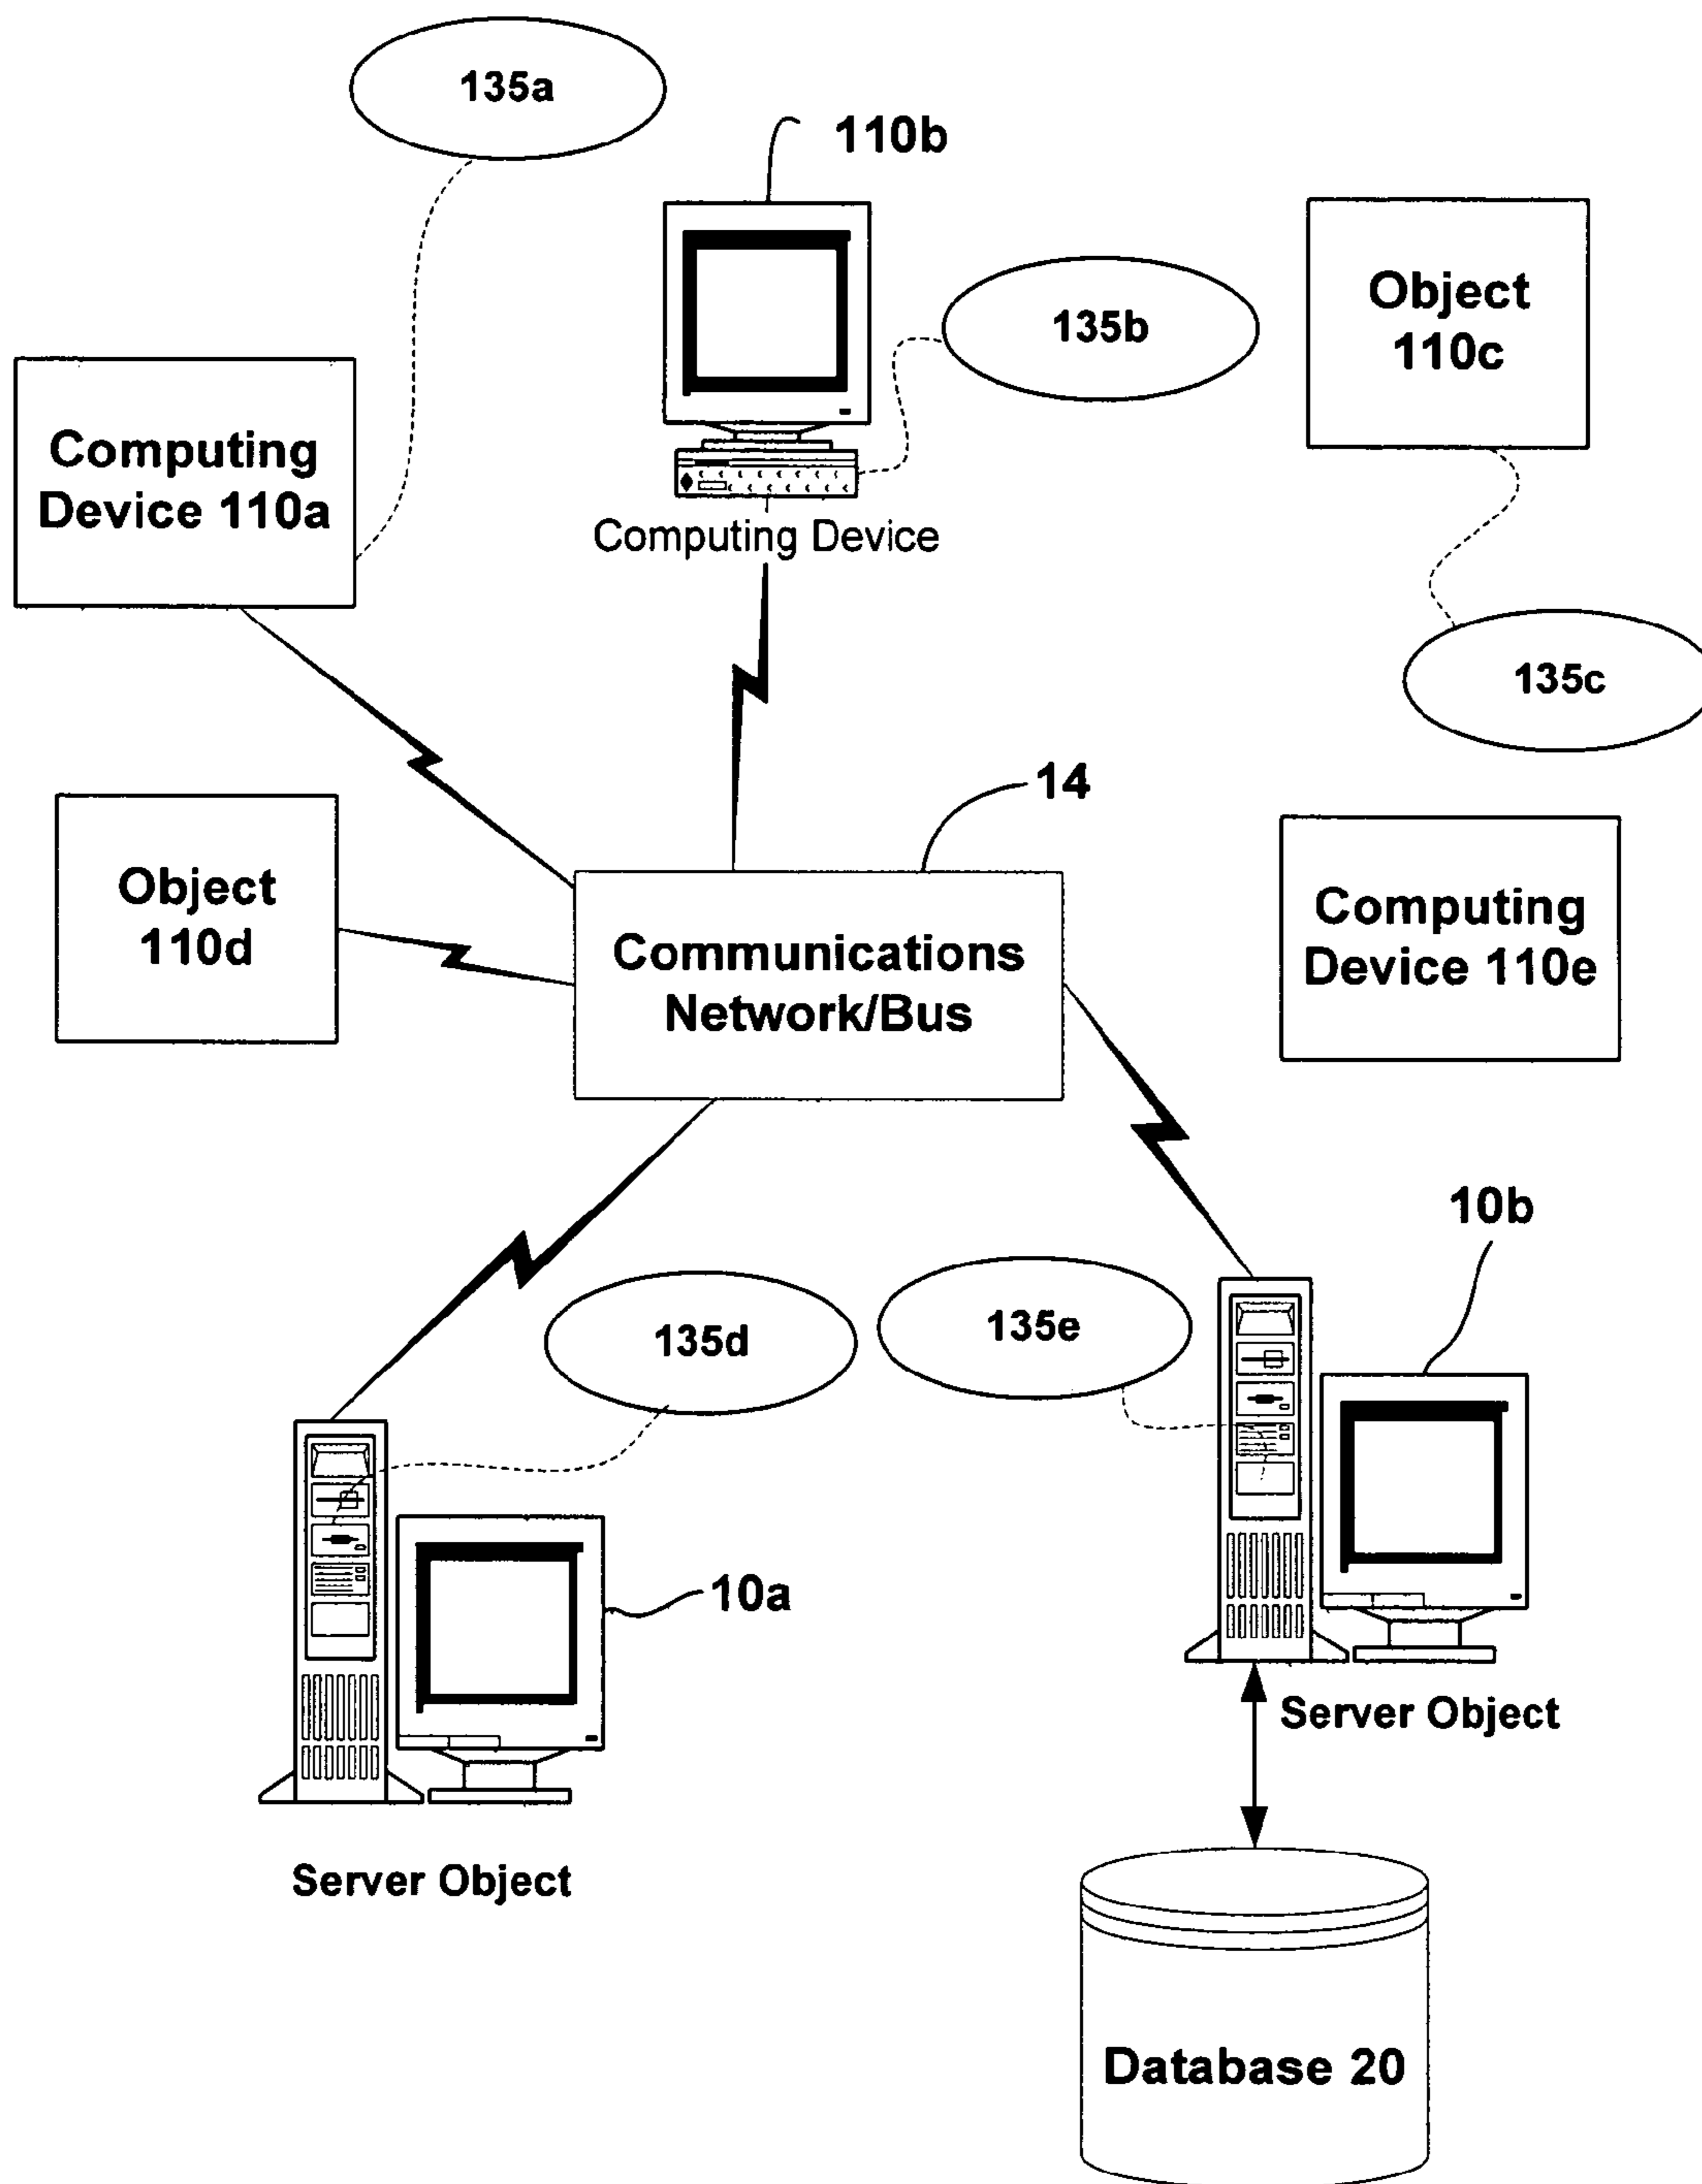 135a
110b
135b
Object
110c
Computing
Device 110a
Computing Device
135c
14
Object
110d
Communications
Network/Bus
Computing
Device 110e
10b
135d
135e
10a
Server Object
Server Object
Database 20